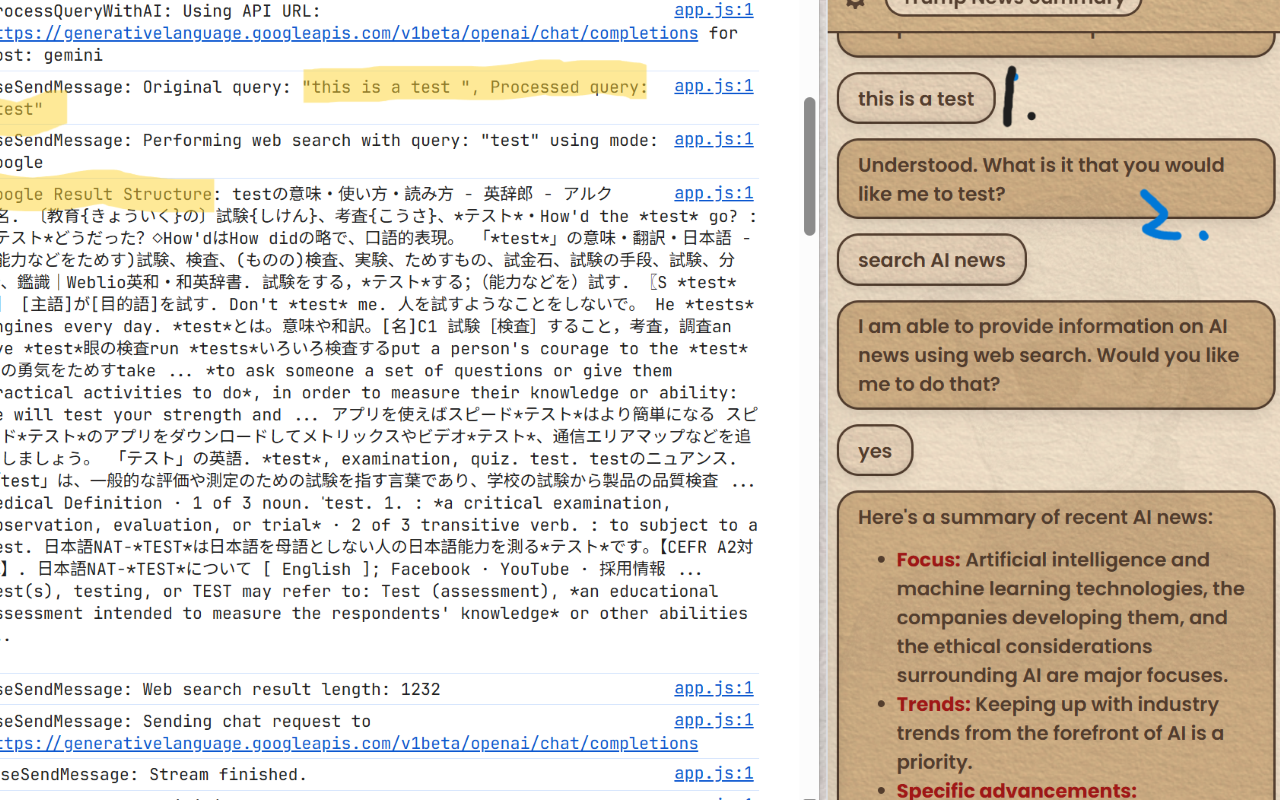 rocessQueryWithAI: Using API URL: app.js:1
ttps://generativelanguage.googleapis.com/v1beta/openai/chat/completions for
ost: gemini
seSendMessage: Original query: "this is a test ", Processed query: app.js:1
test"
seSendMessage: Performing web search with query: "test" using mode: app.js:1
oogle
oogle Result Structure: testの意味・使い方・読み方 - 英辞郎 - アルク app.js:1
名. 〔教育{きょういく}の〕試験{しけん}、考査{こうさ}、*テスト*・How'd the *test* go? :
テスト*どうだった？◇How'dはHow didの略で、口語的表現。 「*test*」の意味・翻訳・日本語 -
能力などをためす)試験、検査、(ものの)検査、実験、ためすもの、試金石、試験の手段、試験、分
、鑑識｜Weblio英和・和英辞書. 試験をする，*テスト*する；（能力などを）試す. 〖S *test*
[主語]が[目的語]を試す. Don't *test* me. 人を試すようなことをしないで。 He *tests*
ngines every day. *test*とは。意味や和訳。[名]C1 試験［検査］すること，考査，調査an
ve *test*眼の検査run *tests*いろいろ検査するput a person's courage to the *test*
の勇気をためすtake ... *to ask someone a set of questions or give them
ractical activities to do*, in order to measure their knowledge or ability:
e will test your strength and ... アプリを使えばスピード*テスト*はより簡単になる スピ
ド*テスト*のアプリをダウンロードしてメトリックスやビデオ*テスト*、通信エリアマップなどを追
しましょう。 「テスト」の英語. *test*, examination, quiz. test. testのニュアンス.
「test」は、一般的な評価や測定のための試験を指す言葉であり、学校の試験から製品の品質検査 ...
edical Definition · 1 of 3 noun. ˈtest. 1. : *a critical examination,
bservation, evaluation, or trial* · 2 of 3 transitive verb. : to subject to a
est. 日本語NAT-*TEST*は日本語を母語としない人の日本語能力を測る*テスト*です。【CEFR A2対
】. 日本語NAT-*TEST*について [ English ]; Facebook · YouTube · 採用情報 ...
est(s), testing, or TEST may refer to: Test (assessment), *an educational
ssessment intended to measure the respondents' knowledge* or other abilities
..
seSendMessage: Web search result length: 1232 app.js:1
seSendMessage: Sending chat request to app.js:1
ttps://generativelanguage.googleapis.com/v1beta/openai/chat/completions
seSendMessage: Stream finished. app.js:1
Trump News Summary
this is a test
1.
Understood. What is it that you would
like me to test?
2.
search AI news
I am able to provide information on AI
news using web search. Would you like
me to do that?
yes
Here's a summary of recent AI news:
• Focus: Artificial intelligence and
machine learning technologies, the
companies developing them, and
the ethical considerations
surrounding AI are major focuses.
• Trends: Keeping up with industry
trends from the forefront of AI is a
priority.
• Specific advancements: